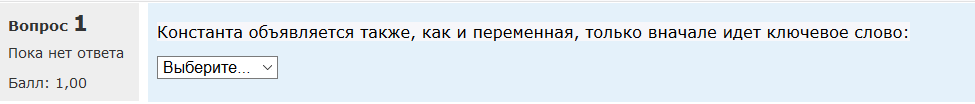 Вопрос 1
Пока нет ответа
Балл: 1,00
Константа объявляется также, как и переменная, только вначале идет ключевое слово:
Выберите...